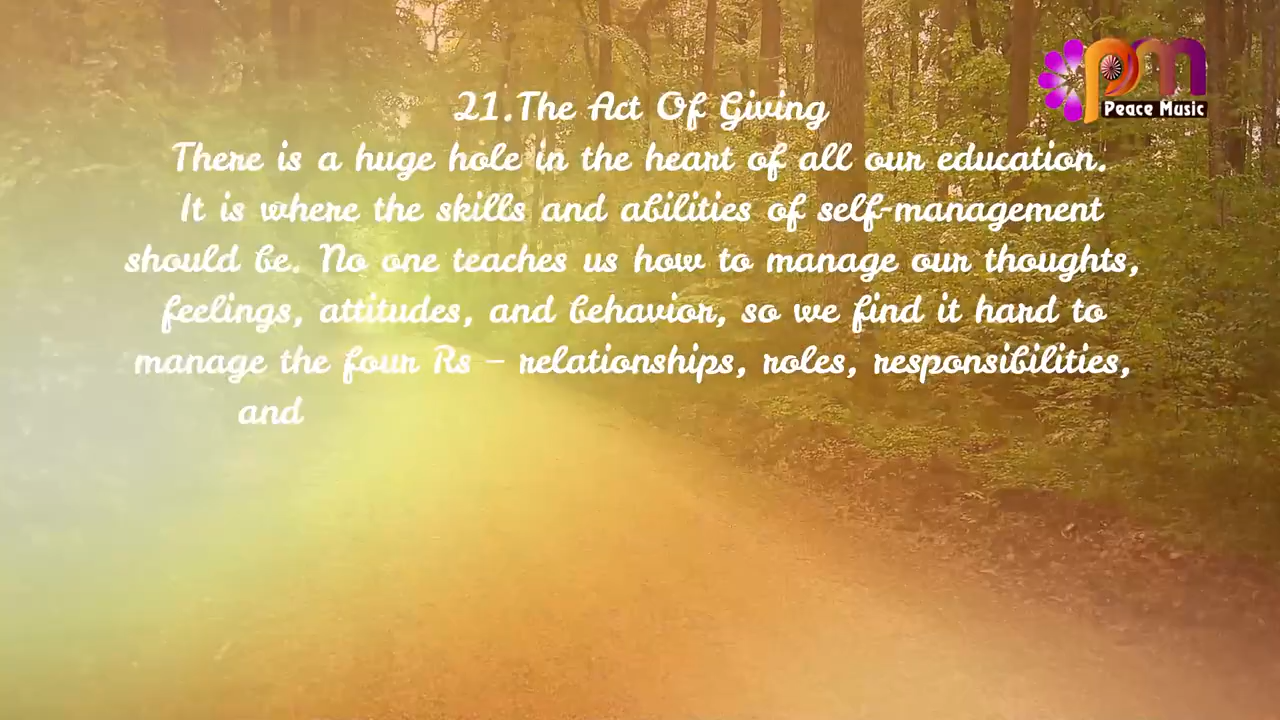 pm
Peace Music
21.The Act Of Giving
There is a huge hole in the heart of all our education.
It is where the skills and abilities of self-management
should be. No one teaches us how to manage our thoughts,
feelings, attitudes, and behavior, so we find it hard to
manage the four Rs – relationships, roles, responsibilities,
and